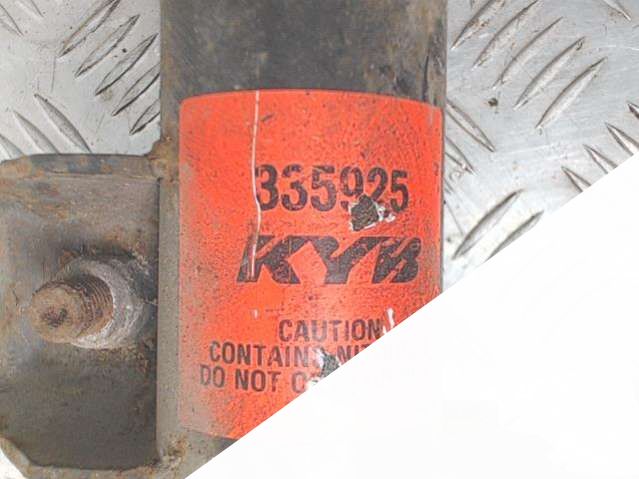 335925
KYB
CAUTION
CONTAINS
DO NOT